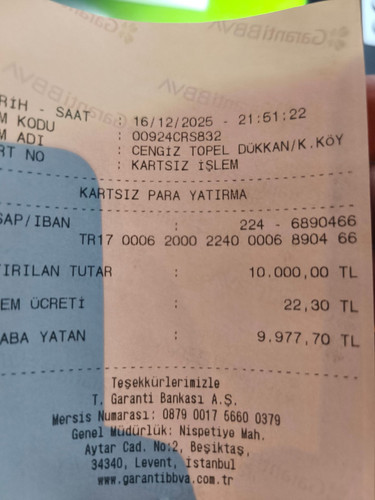 GarantiBBVA
GarantiBBVA
RİH - SAAT : 16/12/2025 - 21:51:22
M KODU : 00924CRS832
M ADI : CENGİZ TOPEL DÜKKAN/K.KÖY
RT NO : KARTSIZ İŞLEM
KARTSIZ PARA YATIRMA
SAP/IBAN : 224 - 6890466
TR17 0006 2000 2240 0006 8904 66
TIRILAN TUTAR : 10.000,00 TL
EM ÜCRETİ : 22,30 TL
ABA YATAN : 9.977,70 TL
Teşekkürlerimizle
T. Garanti Bankası A.Ş.
Mersis Numarası: 0879 0017 5660 0379
Genel Müdürlük: Nispetiye Mah.
Aytar Cad. No:2, Beşiktaş,
34340, Levent, İstanbul
www.garantibbva.com.tr